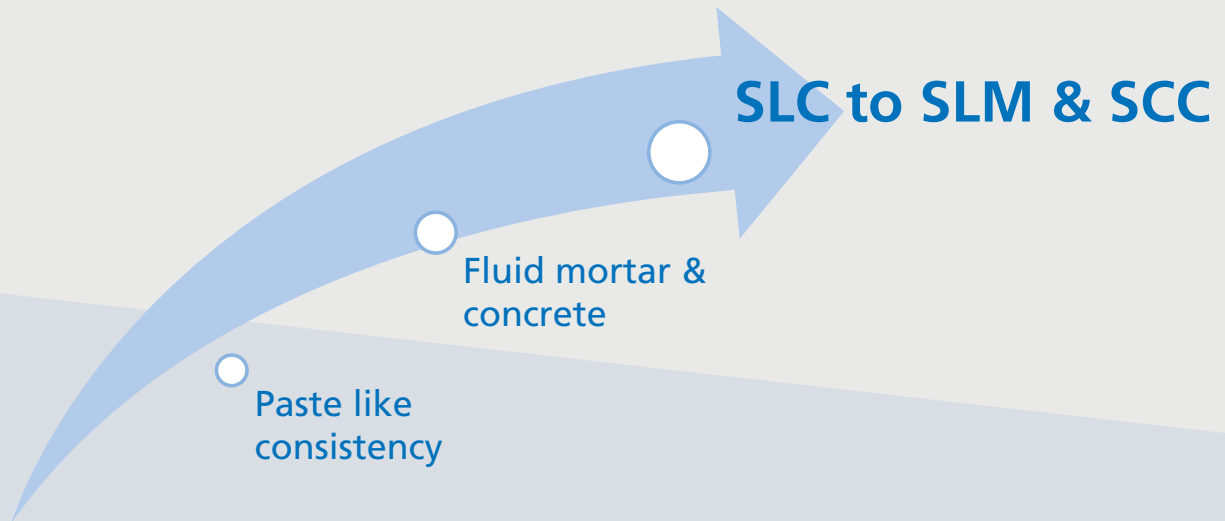 SLC to SLM & SCC
Fluid mortar &
concrete
Paste like
consistency